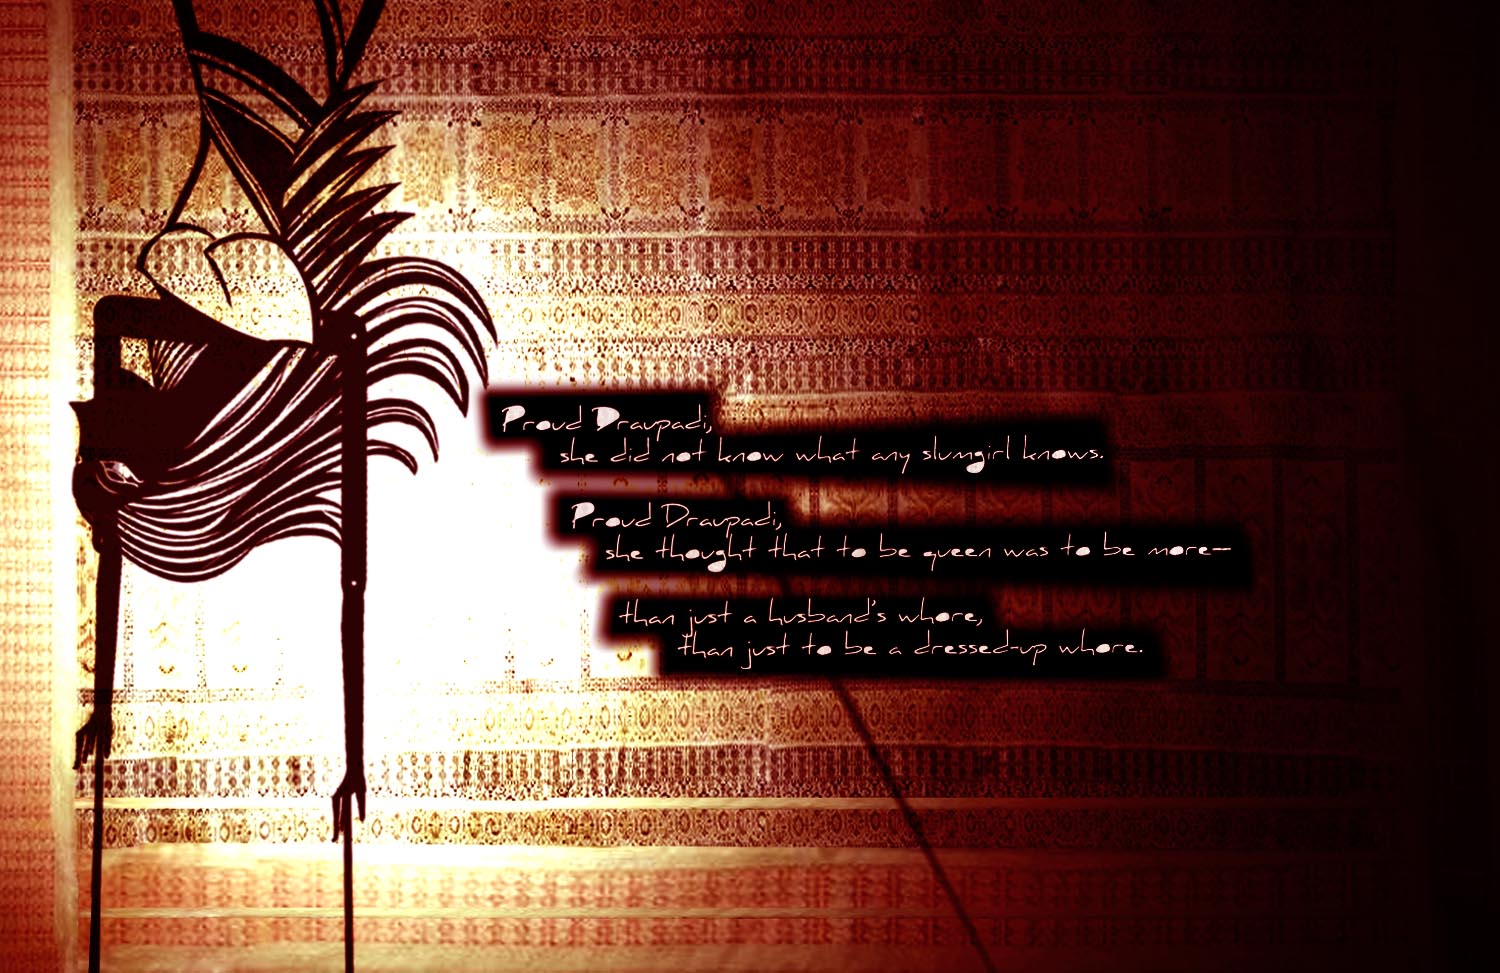 Proud Draupadi,
she did not know what any slumgirl knows.
Proud Draupadi,
she thought that to be queen was to be more—
than just a husband's whore,
than just to be a dressed-up whore.